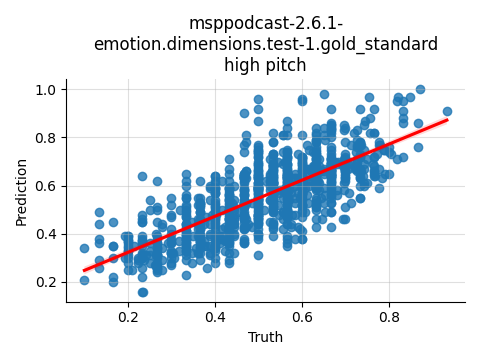 msppodcast-2.6.1-
emotion.dimensions.test-1.gold_standard
high pitch
1.0
0.8
0.6
0.4
0.2
Prediction
0.2
0.4
0.6
0.8
Truth